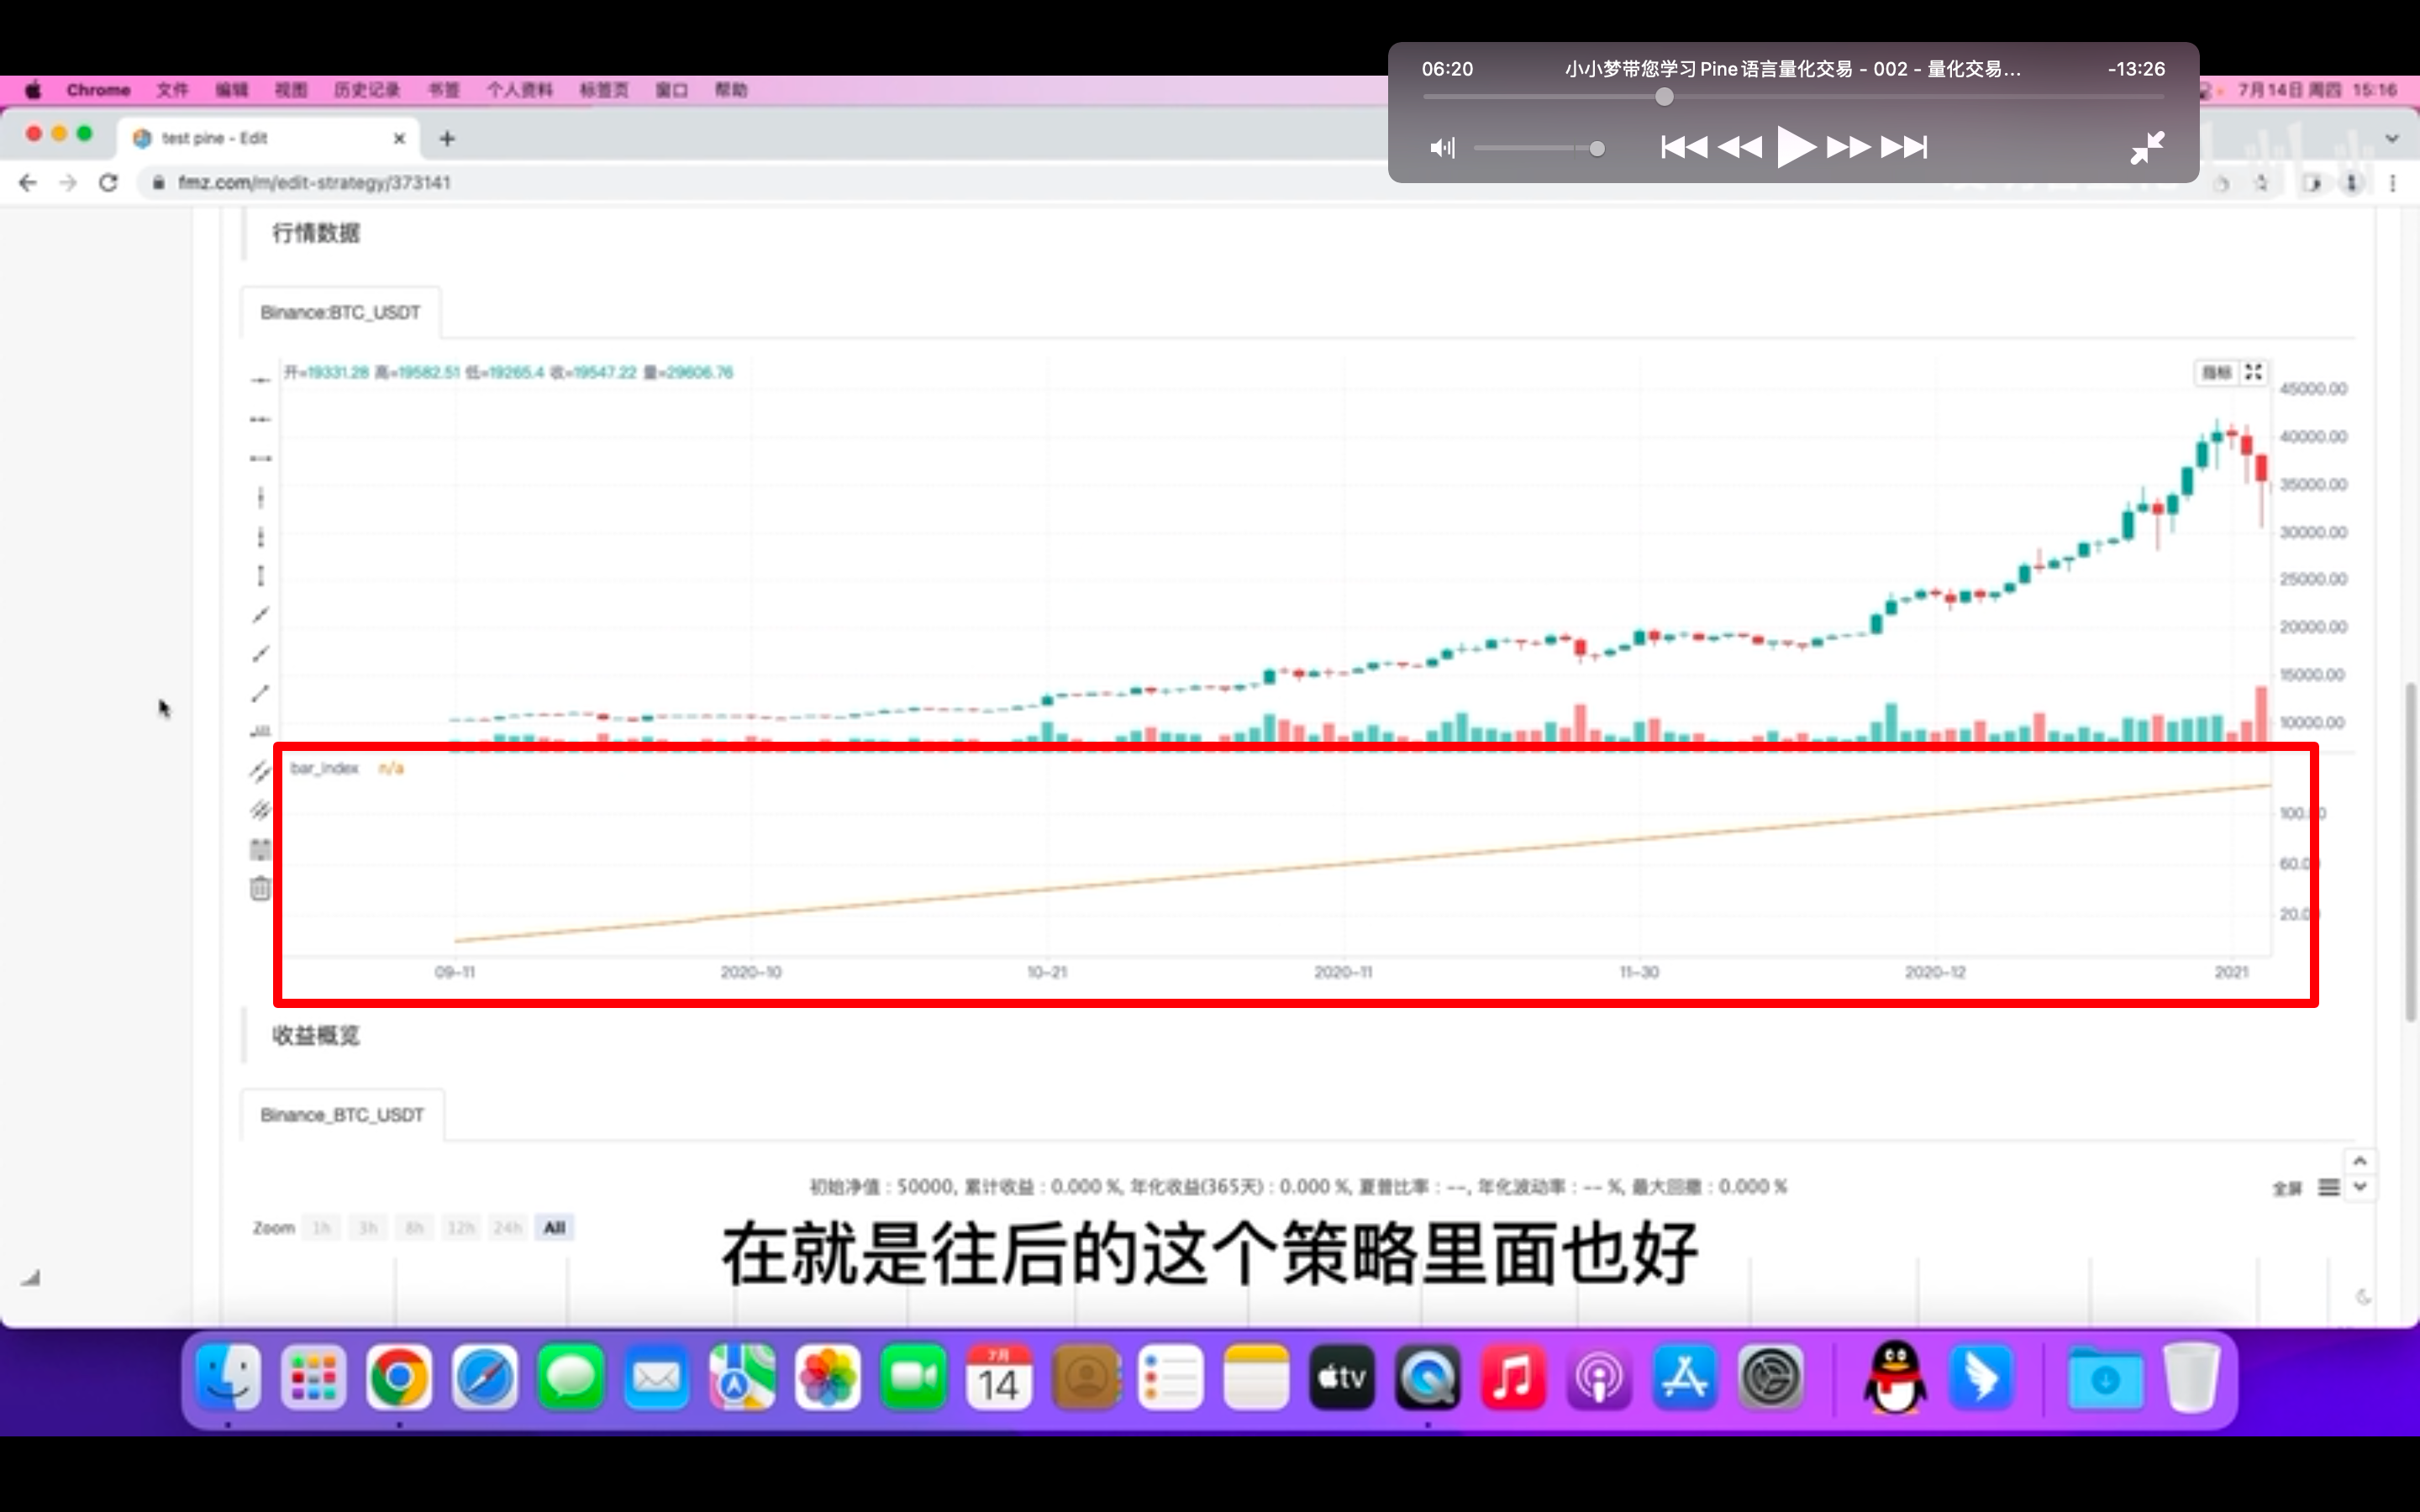 06:20 小小梦带您学习Pine语言量化交易 - 002 - 量化交易... -13:26
Chrome 文件 编辑 视图 历史记录 书签 个人资料 标签页 窗口 帮助 7月14日 周四 15:16
test pine - Edit
fmz.com/m/edit-strategy/373141
行情数据
Binance:BTC_USDT
开=19331.28 高=19582.51 低=19265.4 收=19547.22 量=29606.76
指标
45000.00
40000.00
35000.00
30000.00
25000.00
20000.00
15000.00
10000.00
bar_index n/a
100.
60.0
20.0
09-11 2020-10 10-21 2020-11 11-30 2020-12 2021
收益概览
Binance_BTC_USDT
初始净值 : 50000, 累计收益 : 0.000 %, 年化收益(365天) : 0.000 %, 夏普比率 : --, 年化波动率 : -- %, 最大回撤 : 0.000 %
全屏
Zoom 1h 3h 8h 12h 24h All
在就是往后的这个策略里面也好
7月
14
tv